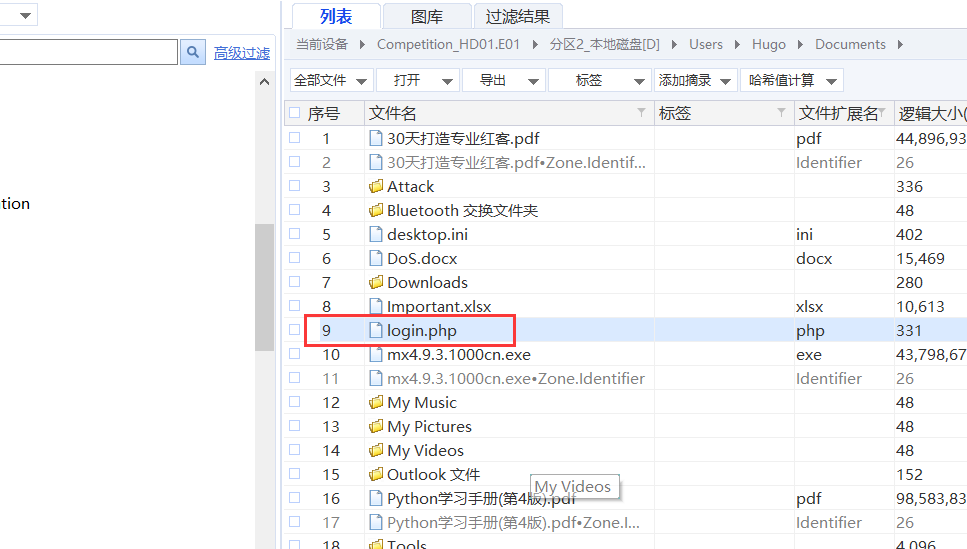 列表 图库 过滤结果
当前设备 Competition_HD01.E01 分区2_本地磁盘[D] Users Hugo Documents
高级过滤
全部文件 打开 导出 标签 添加摘录 哈希值计算
序号 文件名 标签 文件扩展名 逻辑大小(
1 30天打造专业红客.pdf pdf 44,896,93
2 30天打造专业红客.pdf•Zone.Identif... Identifier 26
3 Attack 336
tion
4 Bluetooth 交换文件夹 48
5 desktop.ini ini 402
6 DoS.docx docx 15,469
7 Downloads 280
8 Important.xlsx xlsx 10,613
9 login.php php 331
10 mx4.9.3.1000cn.exe exe 43,798,67
11 mx4.9.3.1000cn.exe•Zone.Identifier Identifier 26
12 My Music 48
13 My Pictures 48
14 My Videos 48
15 Outlook 文件 152
My Videos
16 Python学习手册(第4版).pdf pdf 98,583,83
17 Python学习手册(第4版).pdf•Zone.I... Identifier 26
18 Tools 4,096